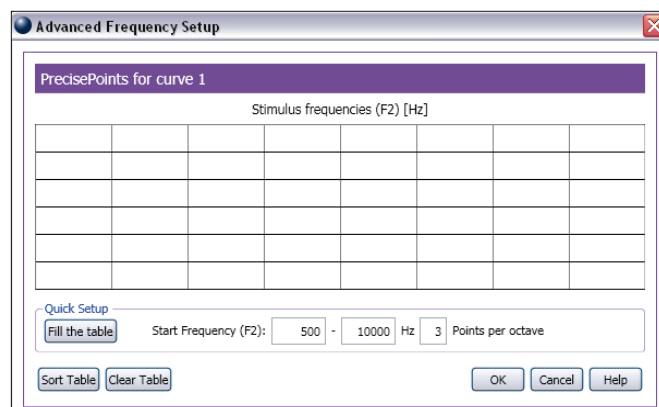 Advanced Frequency Setup
PrecisePoints for curve 1
Stimulus frequencies (F2) [Hz]
Quick Setup
Fill the table Start Frequency (F2): 500 - 10000 Hz 3 Points per octave
Sort Table Clear Table OK Cancel Help